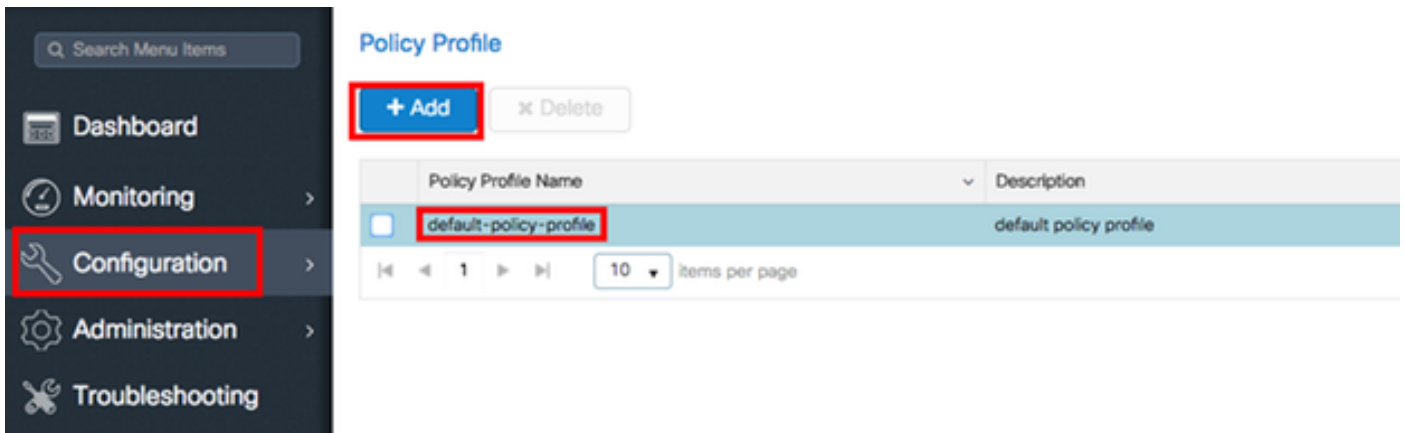 Search Menu Items
Dashboard
Monitoring
Configuration
Administration
Troubleshooting
Policy Profile
+ Add
× Delete
Policy Profile Name
Description
default-policy-profile
default policy profile
1
10
items per page